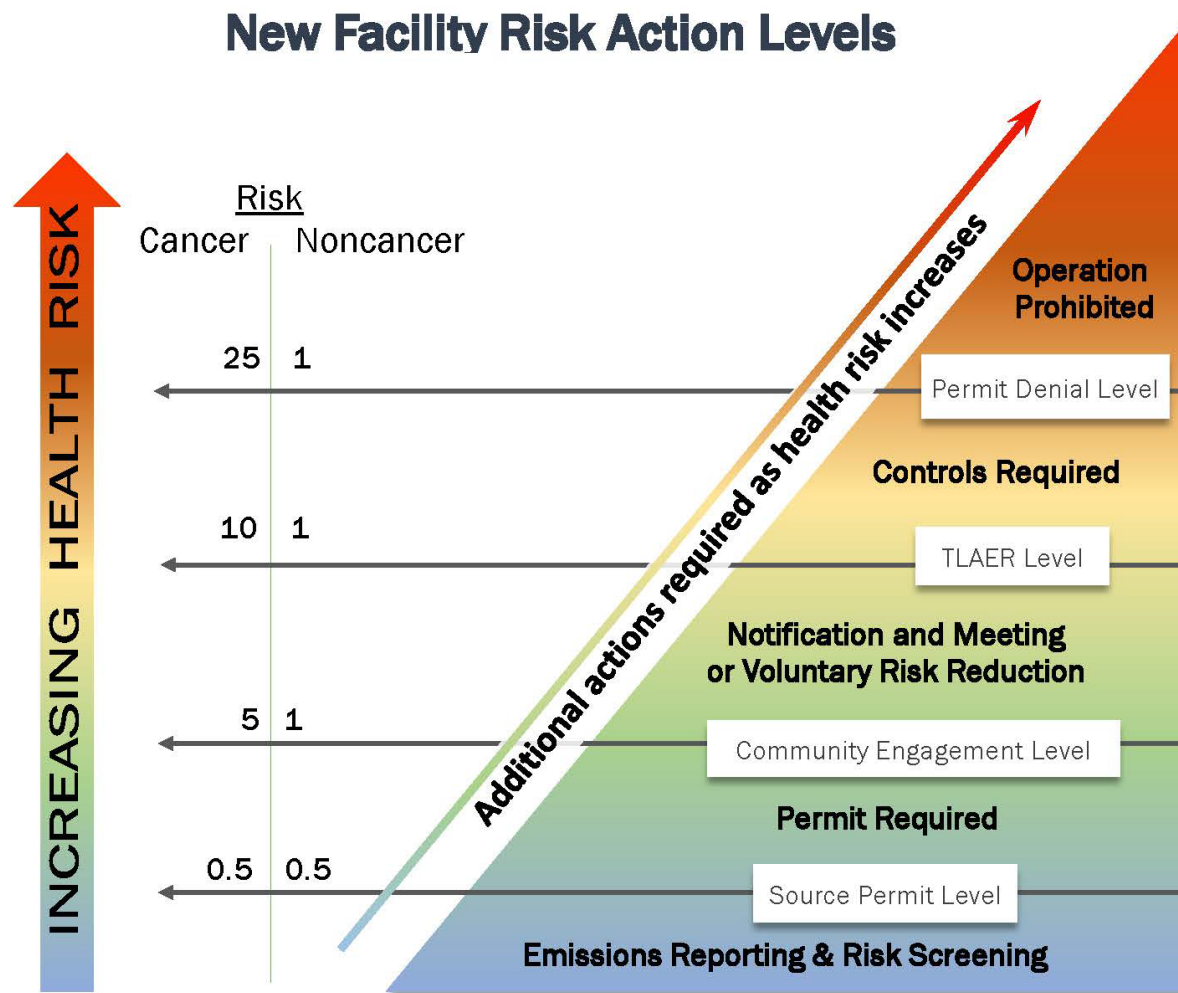 New Facility Risk Action Levels
INCREASING HEALTH RISK
Risk
Cancer Noncancer
25 1
10 1
5 1
0.5 0.5
Additional actions required as health risk increases
Operation
Prohibited
Permit Denial Level
Controls Required
TLAER Level
Notification and Meeting
or Voluntary Risk Reduction
Community Engagement Level
Permit Required
Source Permit Level
Emissions Reporting & Risk Screening